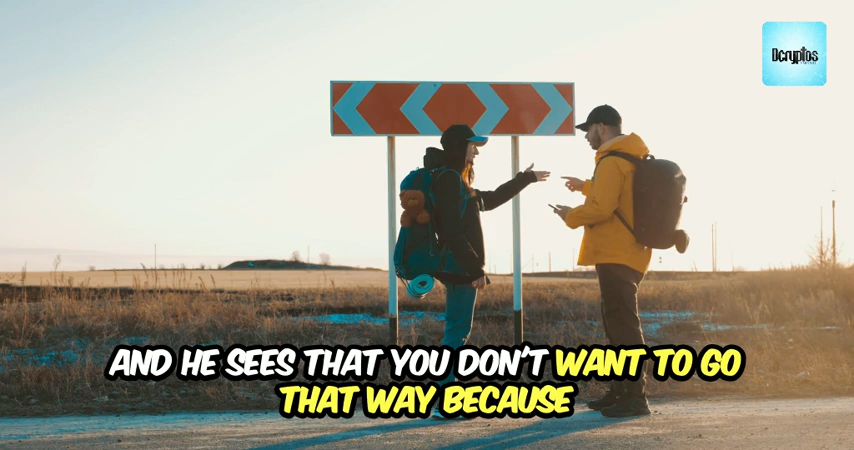 Dcryptos
AND HE SEES THAT YOU DON'T WANT TO GO
THAT WAY BECAUSE